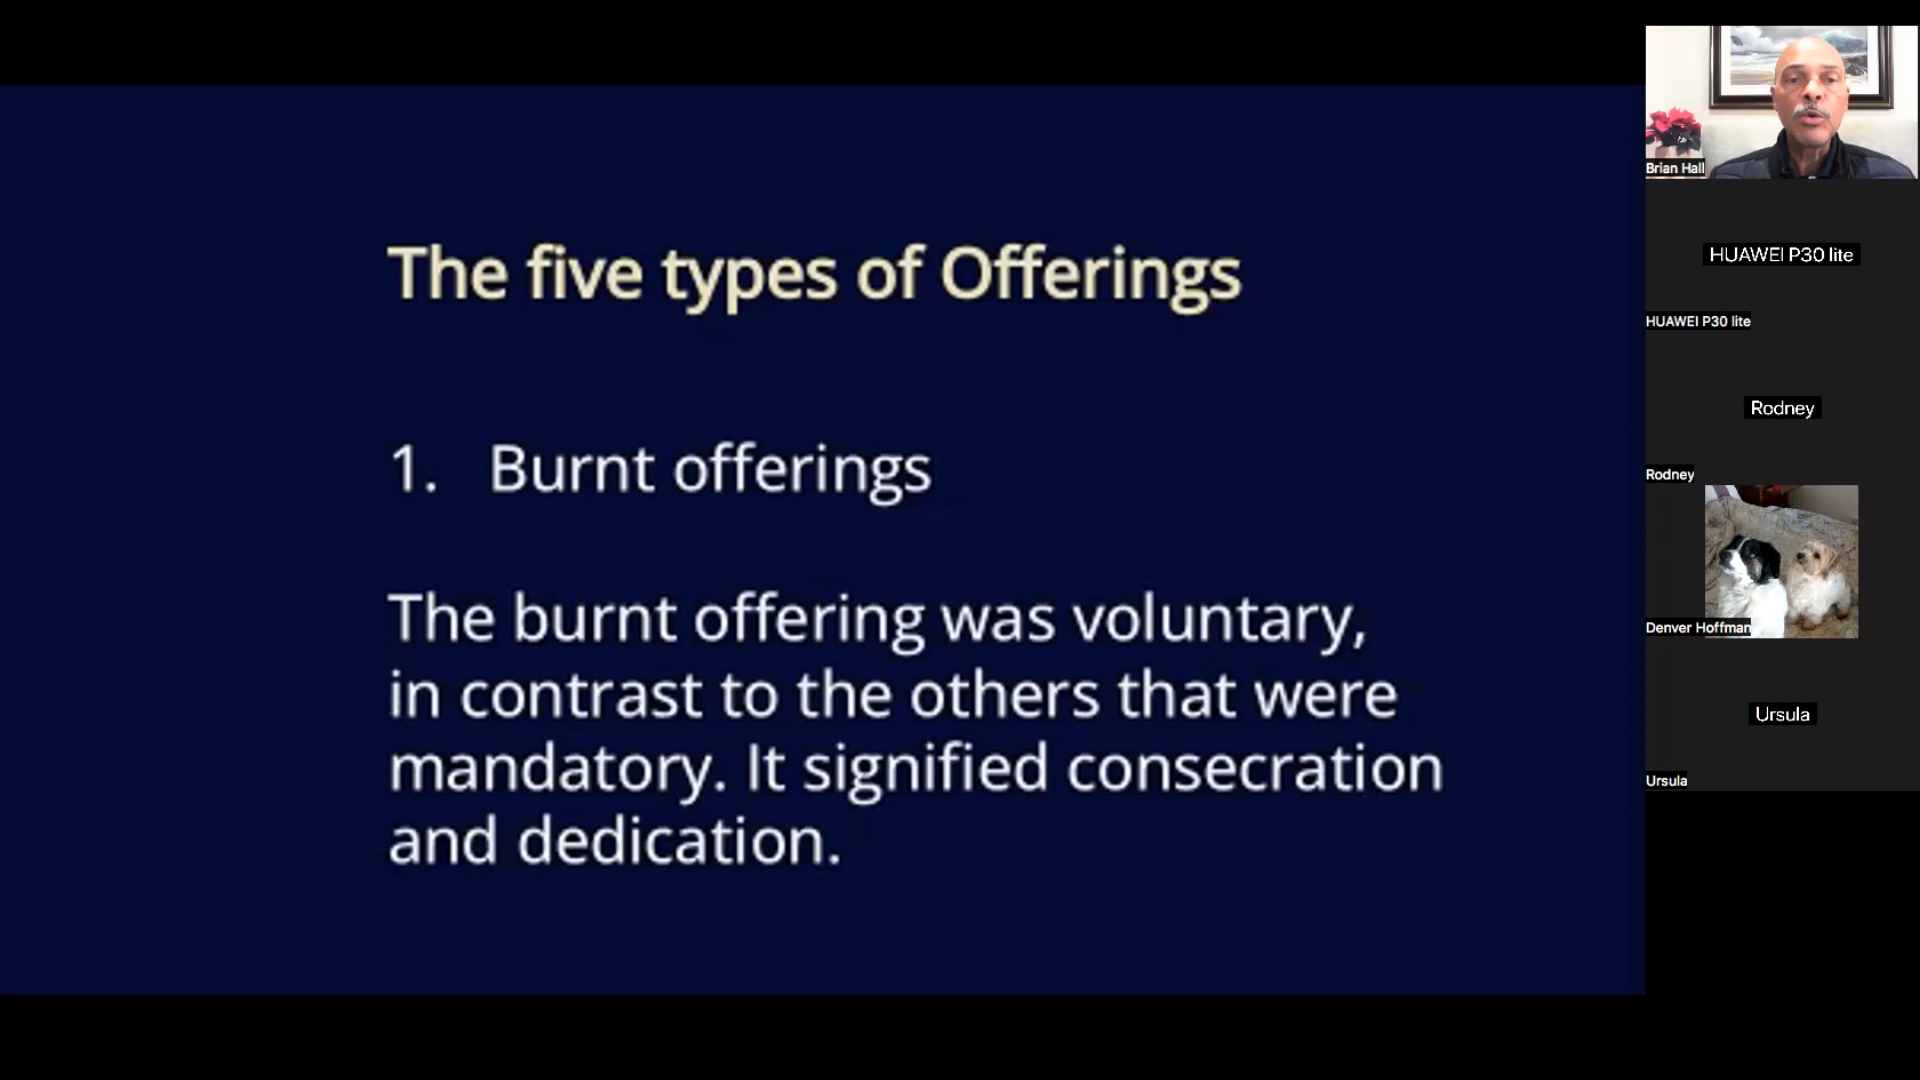 The five types of Offerings
1. Burnt offerings
The burnt offering was voluntary,
in contrast to the others that were
mandatory. It signified consecration
and dedication.
Brian Hall
HUAWEI P30 lite
HUAWEI P30 lite
Rodney
Rodney
Denver Hoffman
Ursula
Ursula